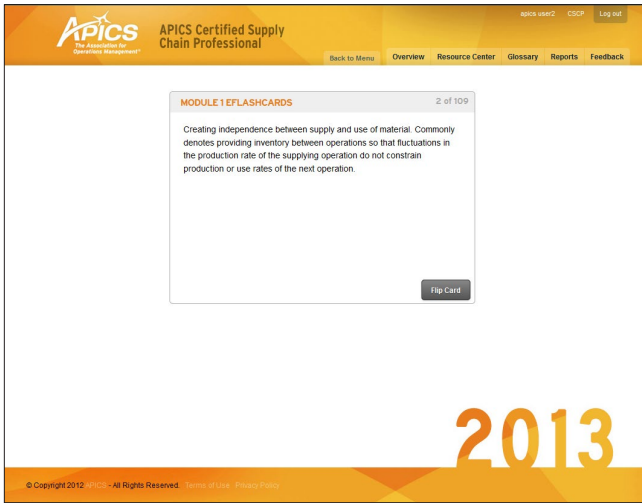 apics user2 CSCP Log out
APICS
The Association for
Operations Management
APICS Certified Supply
Chain Professional
Back to Menu Overview Resource Center Glossary Reports Feedback
MODULE 1 EFLASHCARDS 2 of 109
Creating independence between supply and use of material. Commonly
denotes providing inventory between operations so that fluctuations in
the production rate of the supplying operation do not constrain
production or use rates of the next operation.
Flip Card
2013
© Copyright 2012 APICS - All Rights Reserved. Terms of Use Privacy Policy